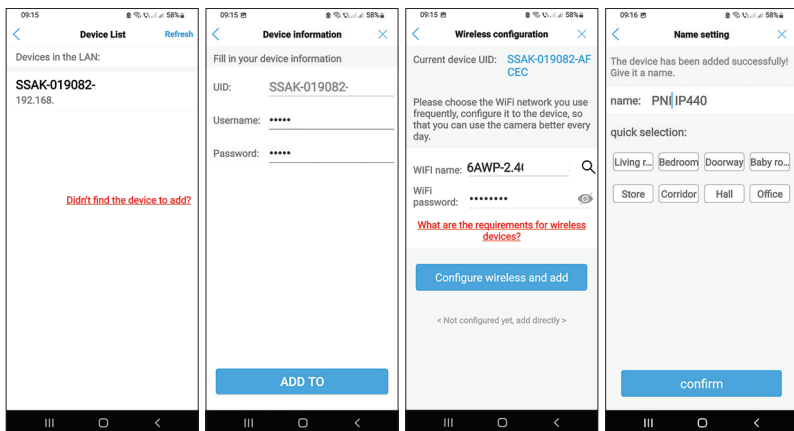 09:15
58%
Device List
Refresh
Devices in the LAN:
SSAK-019082-
192.168.
Didn't find the device to add?
09:15
58%
Device information
Fill in your device information
UID: SSAK-019082-
Username: •••••
Password: •••••
ADD TO
09:15
58%
Wireless configuration
Current device UID: SSAK-019082-AF
CEC
Please choose the WiFi network you use
frequently, configure it to the device, so
that you can use the camera better every
day.
WIFI name: 6AWP-2.4
WiFi
password: ••••••••
What are the requirements for wireless
devices?
Configure wireless and add
< Not configured yet, add directly >
09:16
58%
Name setting
The device has been added successfully!
Give it a name.
name: PNI IP440
quick selection:
Living r... Bedroom Doorway Baby ro...
Store Corridor Hall Office
confirm